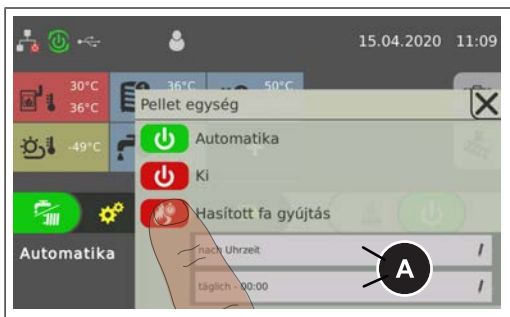 15.04.2020 11:09
30°C
36°C
36°C
50°C
-49°C
Pellet egység
Automatika
Ki
Hasított fa gyújtás
nach Uhrzeit
täglich - 00:00
Automatika
A